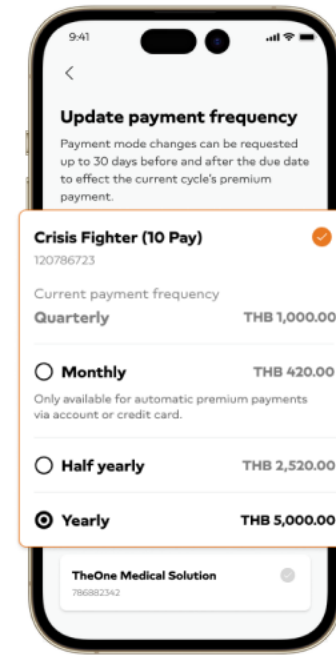 9:41
Update payment frequency
Payment mode changes can be requested
up to 30 days before and after the due date
to effect the current cycle's premium
payment.
Crisis Fighter (10 Pay)
120786723
Current payment frequency
Quarterly THB 1,000.00
Monthly THB 420.00
Only available for automatic premium payments
via account or credit card.
Half yearly THB 2,520.00
Yearly THB 5,000.00
TheOne Medical Solution
786882342